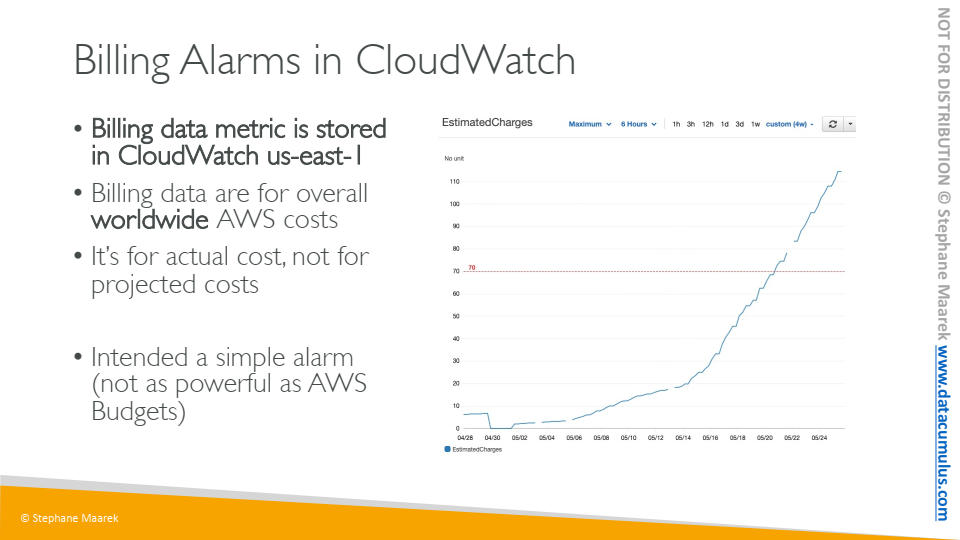 Billing Alarms in CloudWatch
• Billing data metric is stored
in CloudWatch us-east-1
• Billing data are for overall
worldwide AWS costs
• It's for actual cost, not for
projected costs
• Intended a simple alarm
(not as powerful as AWS
Budgets)
EstimatedCharges
Maximum 6 Hours 1h 3h 12h 1d 3d 1w custom (4w)
No unit
110
100
90
80
70
70
60
50
40
30
20
10
0
04/28 04/30 05/02 05/04 05/06 05/08 05/10 05/12 05/14 05/16 05/18 05/20 05/22 05/24
EstimatedCharges
© Stephane Maarek
NOT FOR DISTRIBUTION © Stephane Maarek www.datacumulus.com